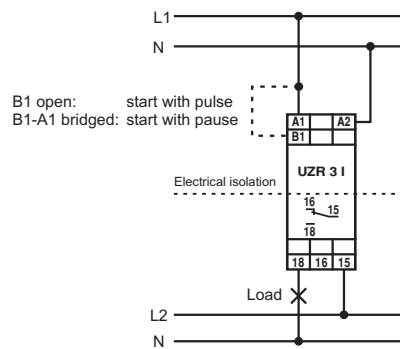 L1
N
B1 open: start with pulse
B1-A1 bridged: start with pause
A1 A2
B1
UZR 3 I
Electrical isolation
16
15
18
18 16 15
Load
L2
N